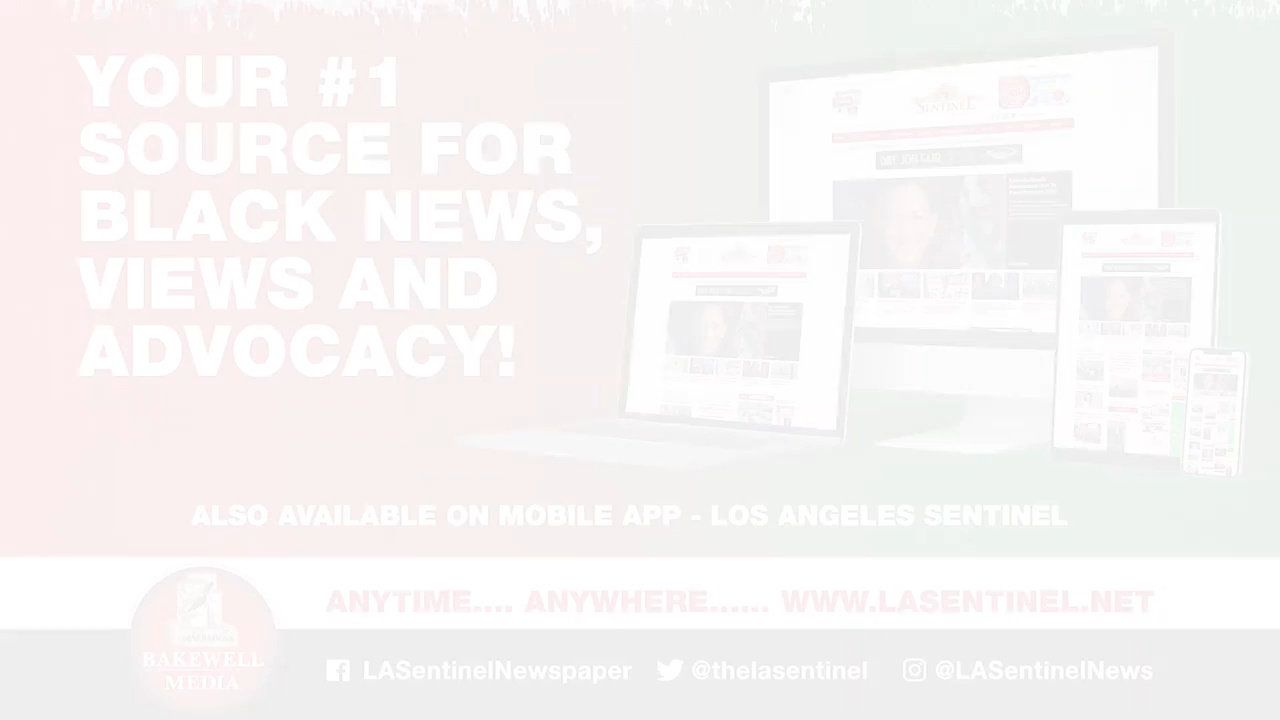 YOUR #1
SOURCE FOR
BLACK NEWS,
VIEWS AND
ADVOCACY!
SENTINEL
ALSO AVAILABLE ON MOBILE APP - LOS ANGELES SENTINEL
ANYTIME.... ANYWHERE...... WWW.LASENTINEL.NET
BAKEWELL
MEDIA
LASentinelNewspaper
@thelasentinel
@LASentinelNews